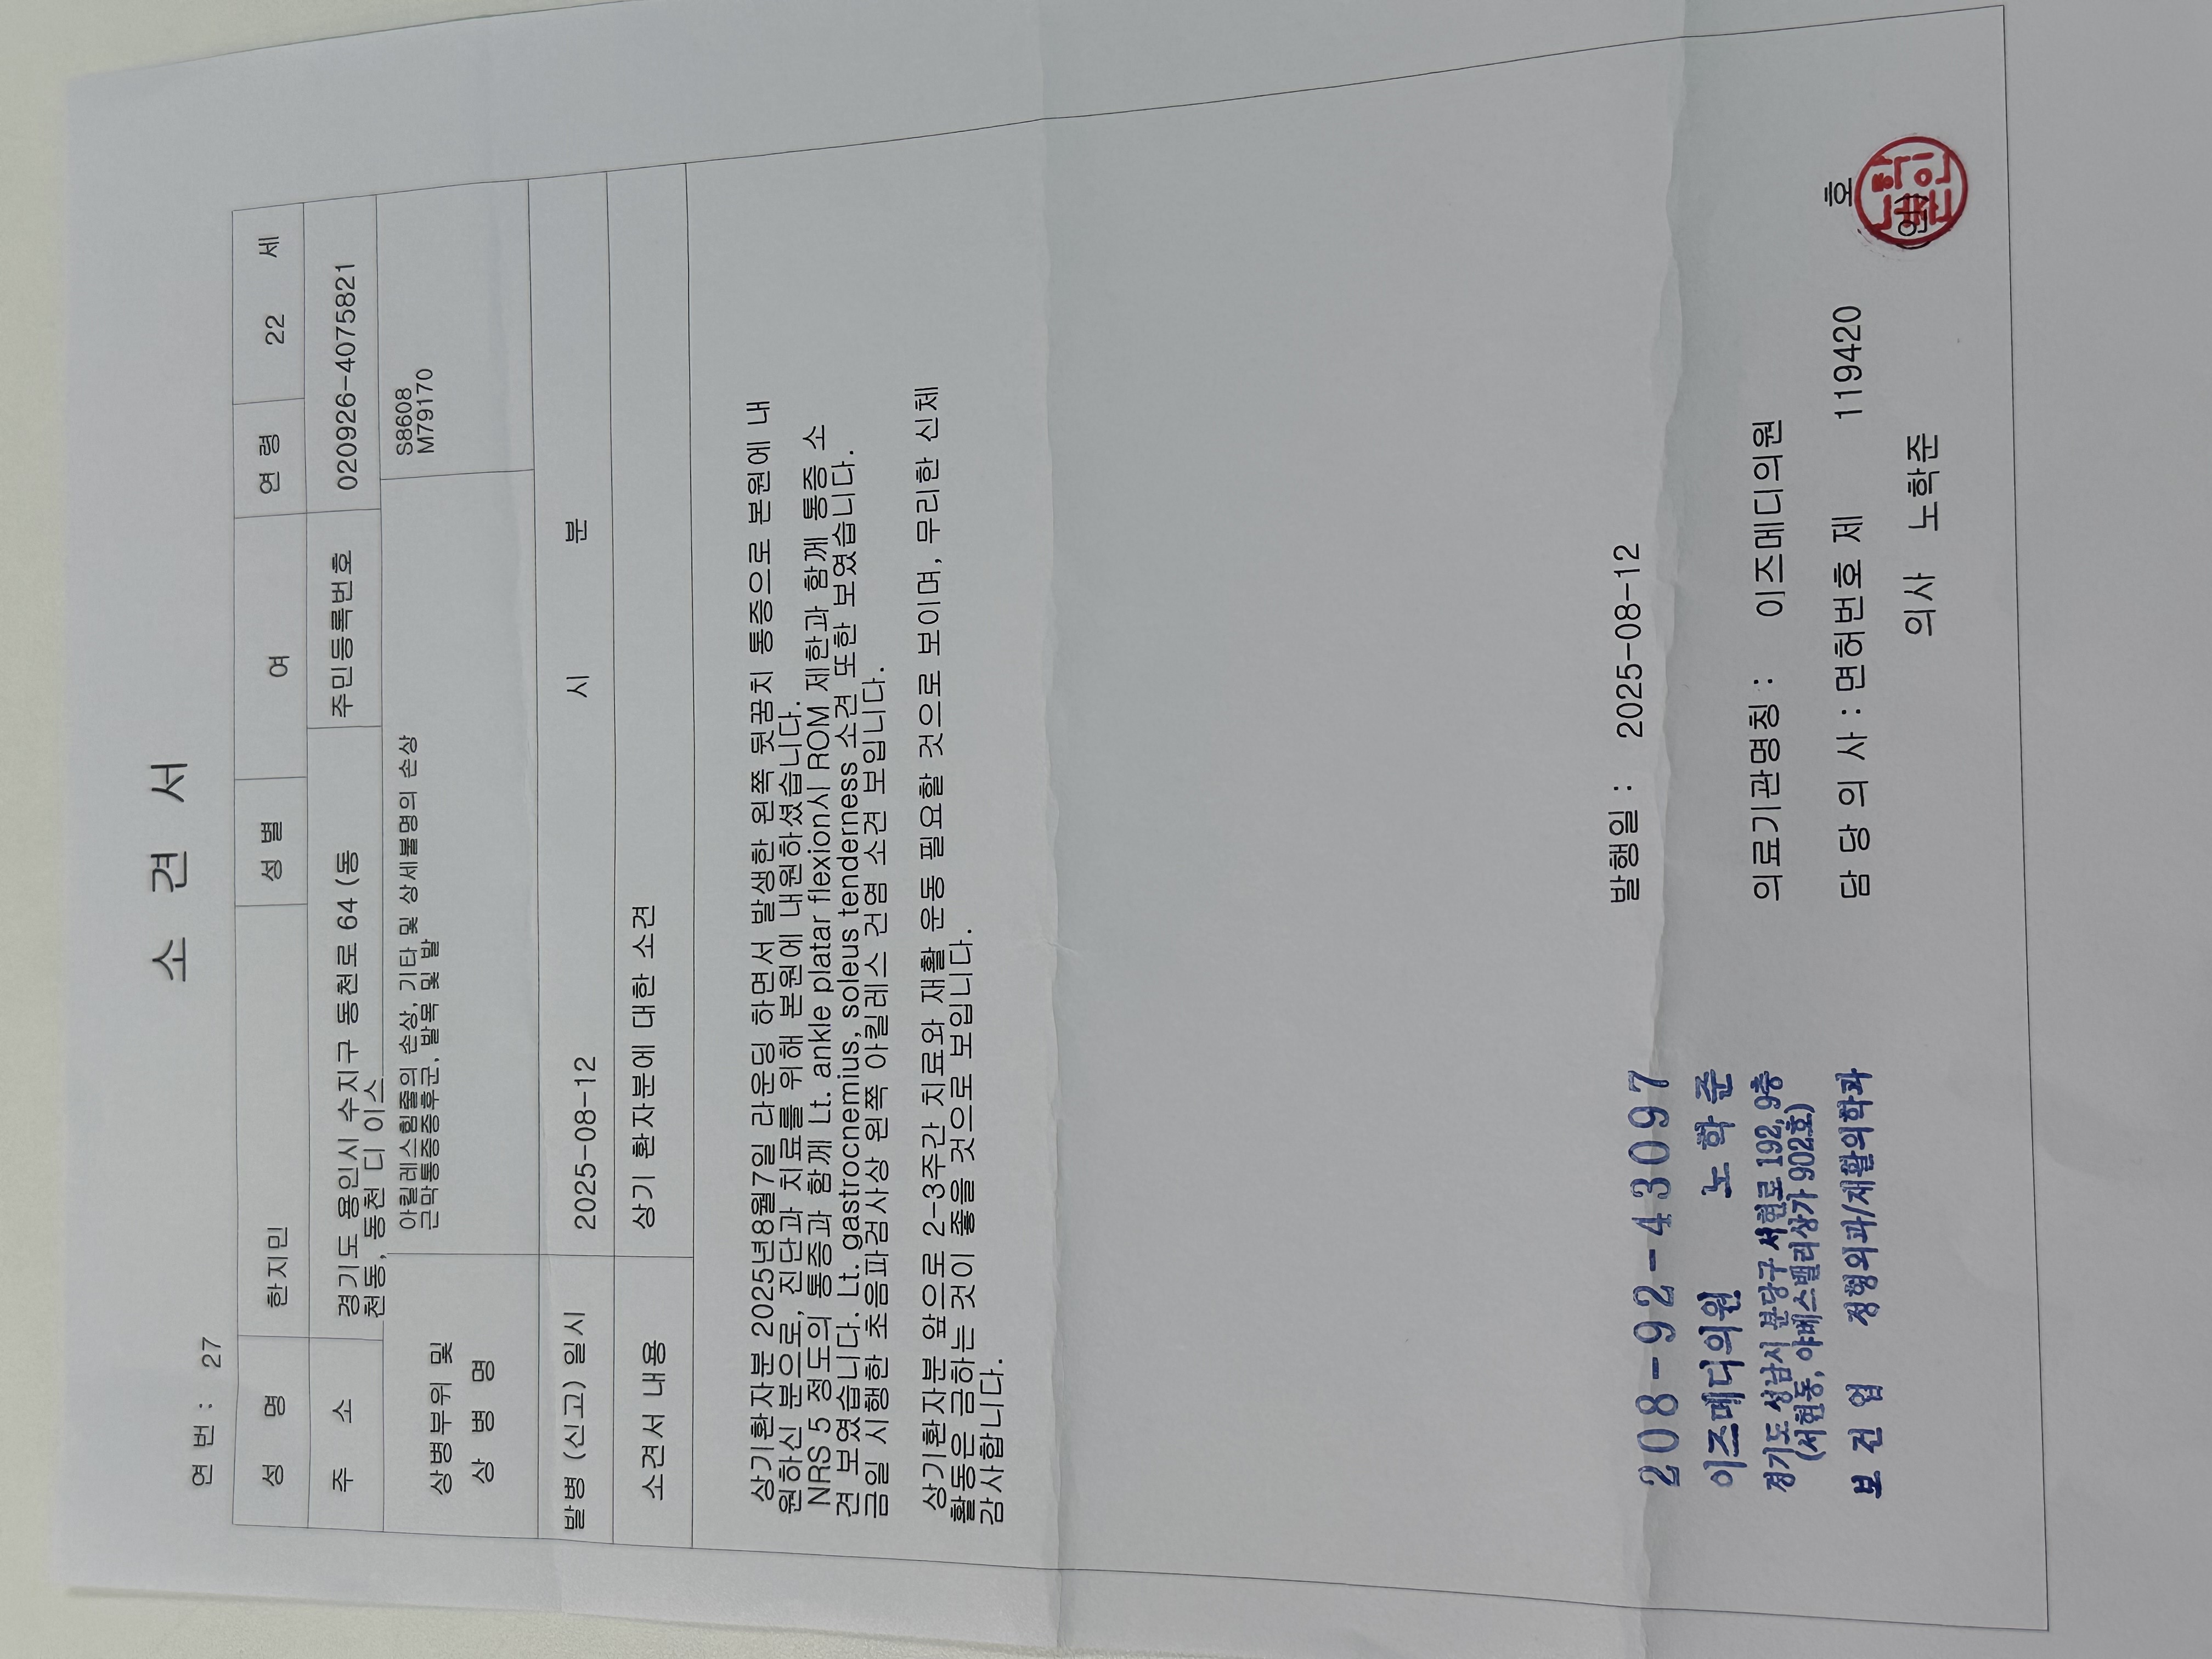 소 견 서
연번 : 27
성 명 한지민 성별 여 연령 22 세
주 소 경기도 용인시 수지구 동천로 64 (동
천동, 동천 디 이스 주민등록번호 020926-4075821
상병부위 및
상 병 명
아킬레스힘줄의 손상, 기타 및 상세불명의 손상 S8608
근막통증증후군, 발목 및 발 M79170
발병 (신고) 일시 2025-08-12 시 분
소견서 내용 상기 환자분에 대한 소견
상기환자분 2025년8월7일 라운딩 하면서 발생한 왼쪽 뒷꿈치 통증으로 본원에 내
원하신 분으로, 진단과 치료를 위해 본원에 내원하셨습니다.
NRS 5 정도의 통증과 함께 Lt. ankle platar flexion시 ROM 제한과 함께 통증 소
견 보였습니다. Lt. gastrocnemius, soleus tenderness 소견 또한 보였습니다.
금일 시행한 초음파검사상 왼쪽 아킬레스 건염 소견 보입니다.
상기환자분 앞으로 2-3주간 치료와 재활 운동 필요할 것으로 보이며, 무리한 신체
활동은 금하는 것이 좋을 것으로 보입니다.
감사합니다.
발행일 : 2025-08-12
208-92-43097
이즈메디의원 노 학 준
경기도 성남시 분당구 서현로 192, 9층
(서현동, 야베스밸리상가 902호)
보 건 업 정형외과/재활의학과
의료기관명칭 : 이즈메디의원
담 당 의 사 : 면허번호 제 119420 호
의사 노학준 (인)
노학준인